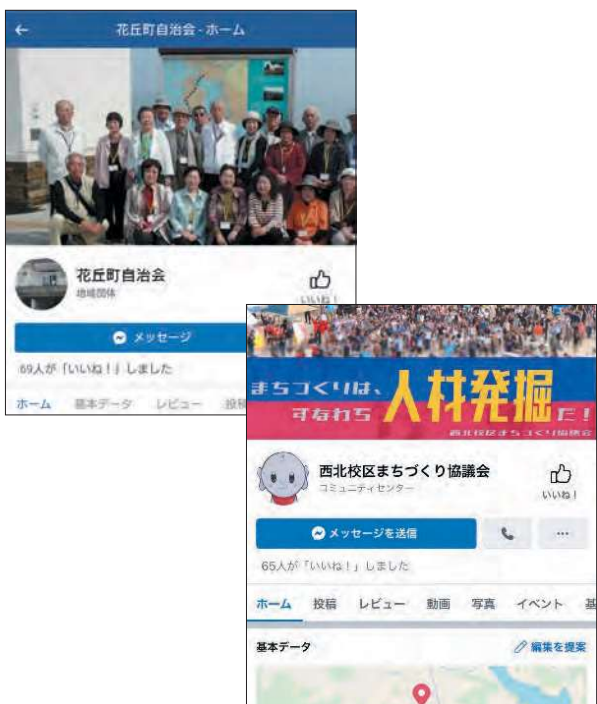 花丘町自治会 - ホーム
花丘町自治会
地域団体
いいね！
メッセージ
69人が「いいね！」しました
ホーム 基本データ レビュー 投稿
まちづくりは、
すなわち 人材発掘だ！
西北校区まちづくり協議会
西北校区まちづくり協議会
コミュニティセンター
いいね！
メッセージを送信
65人が「いいね！」しました
ホーム 投稿 レビュー 動画 写真 イベント 基
基本データ
編集を提案